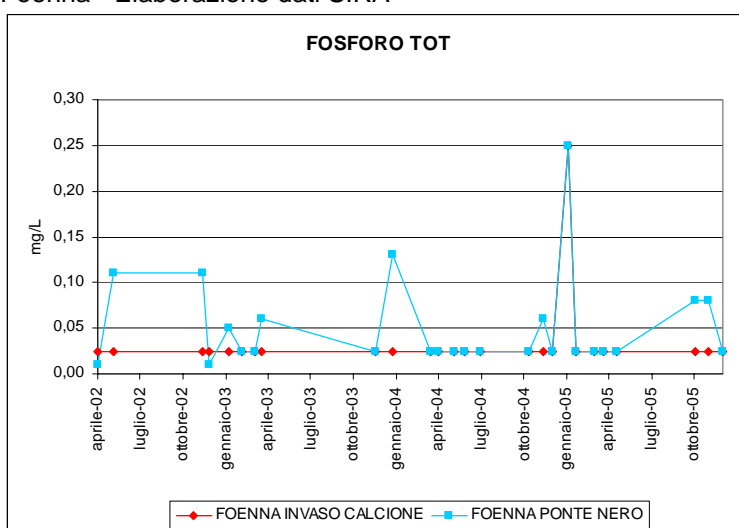 Foenna - Elaborazione dati SIRA
FOSFORO TOT
0,30
0,25
0,20
0,15
0,10
0,05
0,00
mg/L
aprile-02
luglio-02
ottobre-02
gennaio-03
aprile-03
luglio-03
ottobre-03
gennaio-04
aprile-04
luglio-04
ottobre-04
gennaio-05
aprile-05
luglio-05
ottobre-05
FOENNA INVASO CALCIONE
FOENNA PONTE NERO